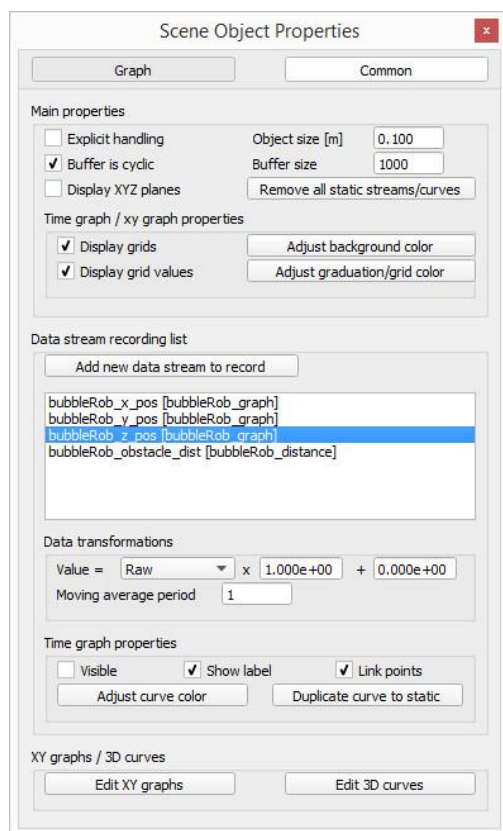 Scene Object Properties
x
Graph Common
Main properties
Explicit handling Object size [m] 0.100
Buffer is cyclic Buffer size 1000
Display XYZ planes Remove all static streams/curves
Time graph / xy graph properties
Display grids Adjust background color
Display grid values Adjust graduation/grid color
Data stream recording list
Add new data stream to record
bubbleRob_x_pos [bubbleRob_graph]
bubbleRob_y_pos [bubbleRob_graph]
bubbleRob_z_pos [bubbleRob_graph]
bubbleRob_obstacle_dist [bubbleRob_distance]
Data transformations
Value = Raw x 1.000e+00 + 0.000e+00
Moving average period 1
Time graph properties
Visible Show label Link points
Adjust curve color Duplicate curve to static
XY graphs / 3D curves
Edit XY graphs Edit 3D curves